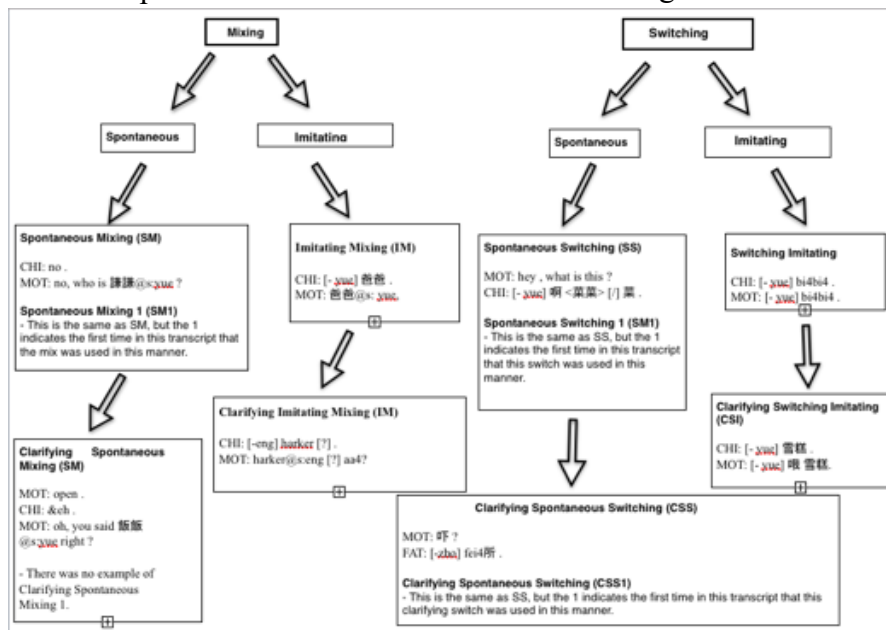 Mixing
Switching
Spontaneous
Imitating
Spontaneous
Imitating
Spontaneous Mixing (SM)
CHI: no .
MOT: no, who is 謙謙@s:yue ?
Spontaneous Mixing 1 (SM1)
- This is the same as SM, but the 1
indicates the first time in this transcript that
the mix was used in this manner.
Imitating Mixing (IM)
CHI: [- yue] 爸爸 .
MOT: 爸爸@s: yue.
Spontaneous Switching (SS)
MOT: hey , what is this ?
CHI: [- yue] 啊 <菜菜> [/] 菜 .
Spontaneous Switching 1 (SM1)
- This is the same as SS, but the 1
indicates the first time in this transcript
that this switch was used in this
manner.
Switching Imitating
CHI: [- yue] bi4bi4 .
MOT: [- yue] bi4bi4 .
Clarifying Spontaneous
Mixing (SM)
MOT: open .
CHI: &eh .
MOT: oh, you said 飯飯
@s:yue right ?
- There was no example of
Clarifying Spontaneous
Mixing 1.
Clarifying Imitating Mixing (IM)
CHI: [-eng] harker [?] .
MOT: harker@s:eng [?] aa4?
Clarifying Switching Imitating
(CSI)
CHI: [- yue] 雪糕 .
MOT: [- yue] 哦 雪糕.
Clarifying Spontaneous Switching (CSS)
MOT: 吓 ?
FAT: [-zho] fei4所 .
Clarifying Spontaneous Switching (CSS1)
- This is the same as SS, but the 1 indicates the first time in this transcript that this
clarifying switch was used in this manner.